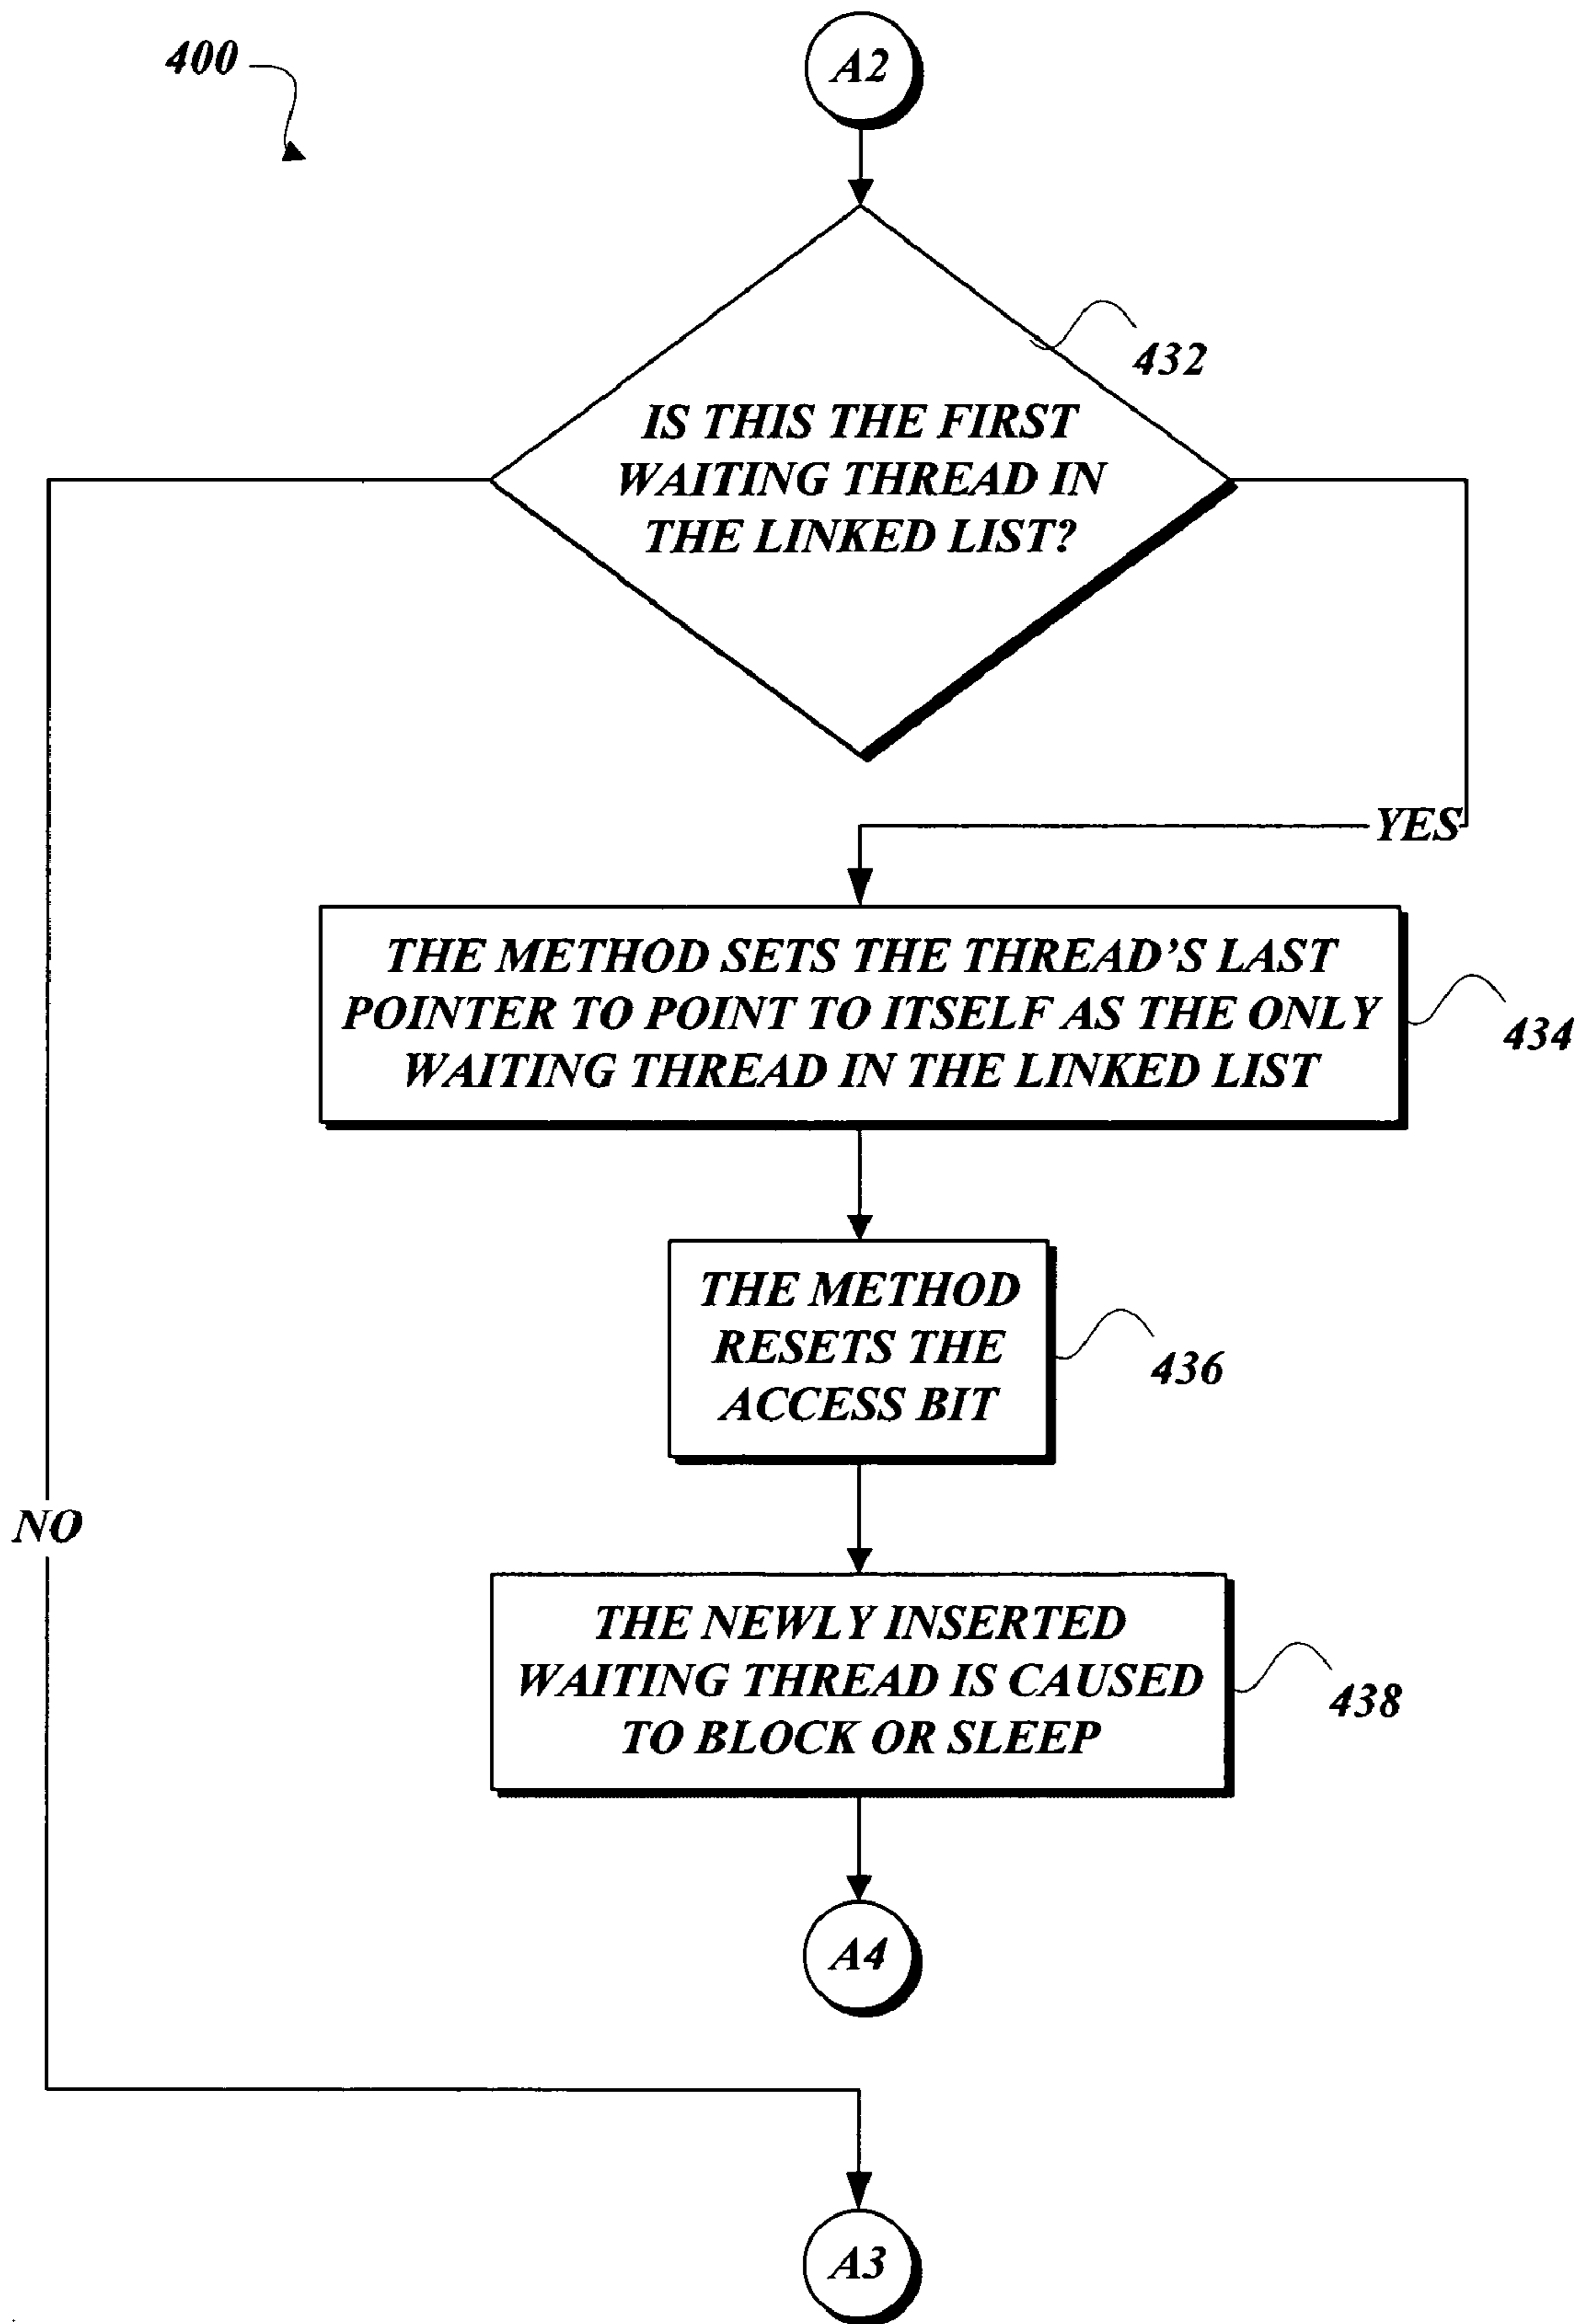 400
A2
432
IS THIS THE FIRST
WAITING THREAD IN
THE LINKED LIST?
YES
THE METHOD SETS THE THREAD'S LAST
POINTER TO POINT TO ITSELF AS THE ONLY
WAITING THREAD IN THE LINKED LIST
434
THE METHOD
RESETS THE
ACCESS BIT
436
NO
THE NEWLY INSERTED
WAITING THREAD IS CAUSED
TO BLOCK OR SLEEP
438
A4
A3